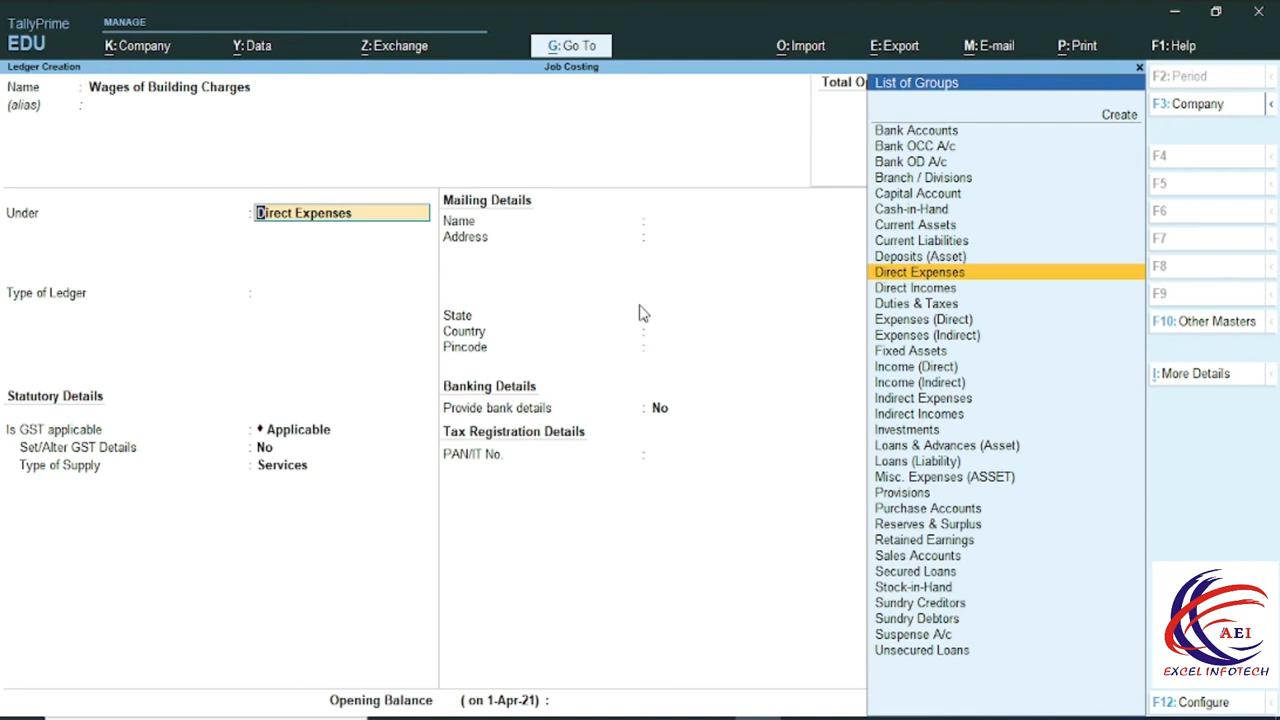 TallyPrime
MANAGE
EDU
K: Company
Y: Data
Z: Exchange
G: Go To
O: Import
E: Export
M: E-mail
P: Print
F1: Help
Ledger Creation
Job Costing
×
Name : Wages of Building Charges
(alias) :
Total Op
Under : Direct Expenses
Type of Ledger :
Statutory Details
Is GST applicable : ♦ Applicable
Set/Alter GST Details : No
Type of Supply : Services
Mailing Details
Name :
Address :
State :
Country :
Pincode :
Banking Details
Provide bank details : No
Tax Registration Details
PAN/IT No. :
Opening Balance ( on 1-Apr-21) :
List of Groups
Create
Bank Accounts
Bank OCC A/c
Bank OD A/c
Branch / Divisions
Capital Account
Cash-in-Hand
Current Assets
Current Liabilities
Deposits (Asset)
Direct Expenses
Direct Incomes
Duties & Taxes
Expenses (Direct)
Expenses (Indirect)
Fixed Assets
Income (Direct)
Income (Indirect)
Indirect Expenses
Indirect Incomes
Investments
Loans & Advances (Asset)
Loans (Liability)
Misc. Expenses (ASSET)
Provisions
Purchase Accounts
Reserves & Surplus
Retained Earnings
Sales Accounts
Secured Loans
Stock-in-Hand
Sundry Creditors
Sundry Debtors
Suspense A/c
Unsecured Loans
F2: Period
F3: Company
F4
F5
F6
F7
F8
F9
F10: Other Masters
I: More Details
AEI
EXCEL INFOTECH
F12: Configure